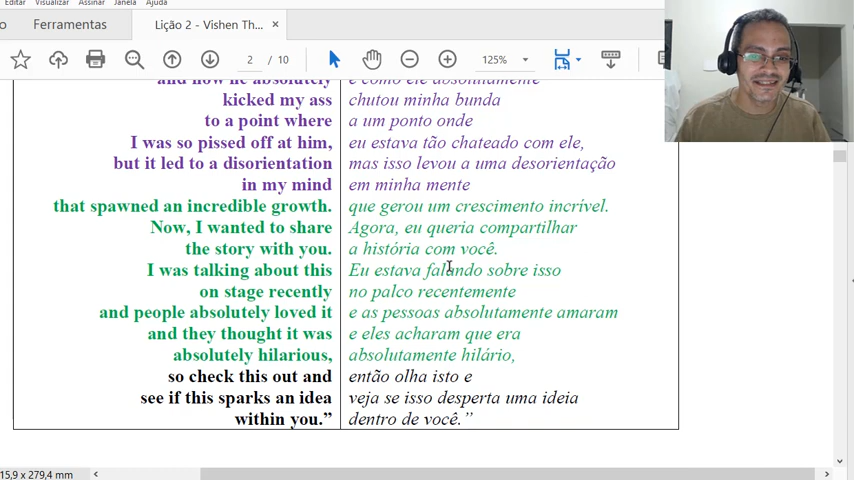 Editar Visualizar Assinar Janela Ajuda
Ferramentas Lição 2 - Vishen Th... ×
2 / 10 125%
and how he absolutely e como ele absolutamente
kicked my ass chutou minha bunda
to a point where a um ponto onde
I was so pissed off at him, eu estava tão chateado com ele,
but it led to a disorientation mas isso levou a uma desorientação
in my mind em minha mente
that spawned an incredible growth. que gerou um crescimento incrível.
Now, I wanted to share Agora, eu queria compartilhar
the story with you. a história com você.
I was talking about this Eu estava falando sobre isso
on stage recently no palco recentemente
and people absolutely loved it e as pessoas absolutamente amaram
and they thought it was e eles acharam que era
absolutely hilarious, absolutamente hilário,
so check this out and então olha isto e
see if this sparks an idea veja se isso desperta uma ideia
within you.” dentro de você.”
15,9 x 279,4 mm